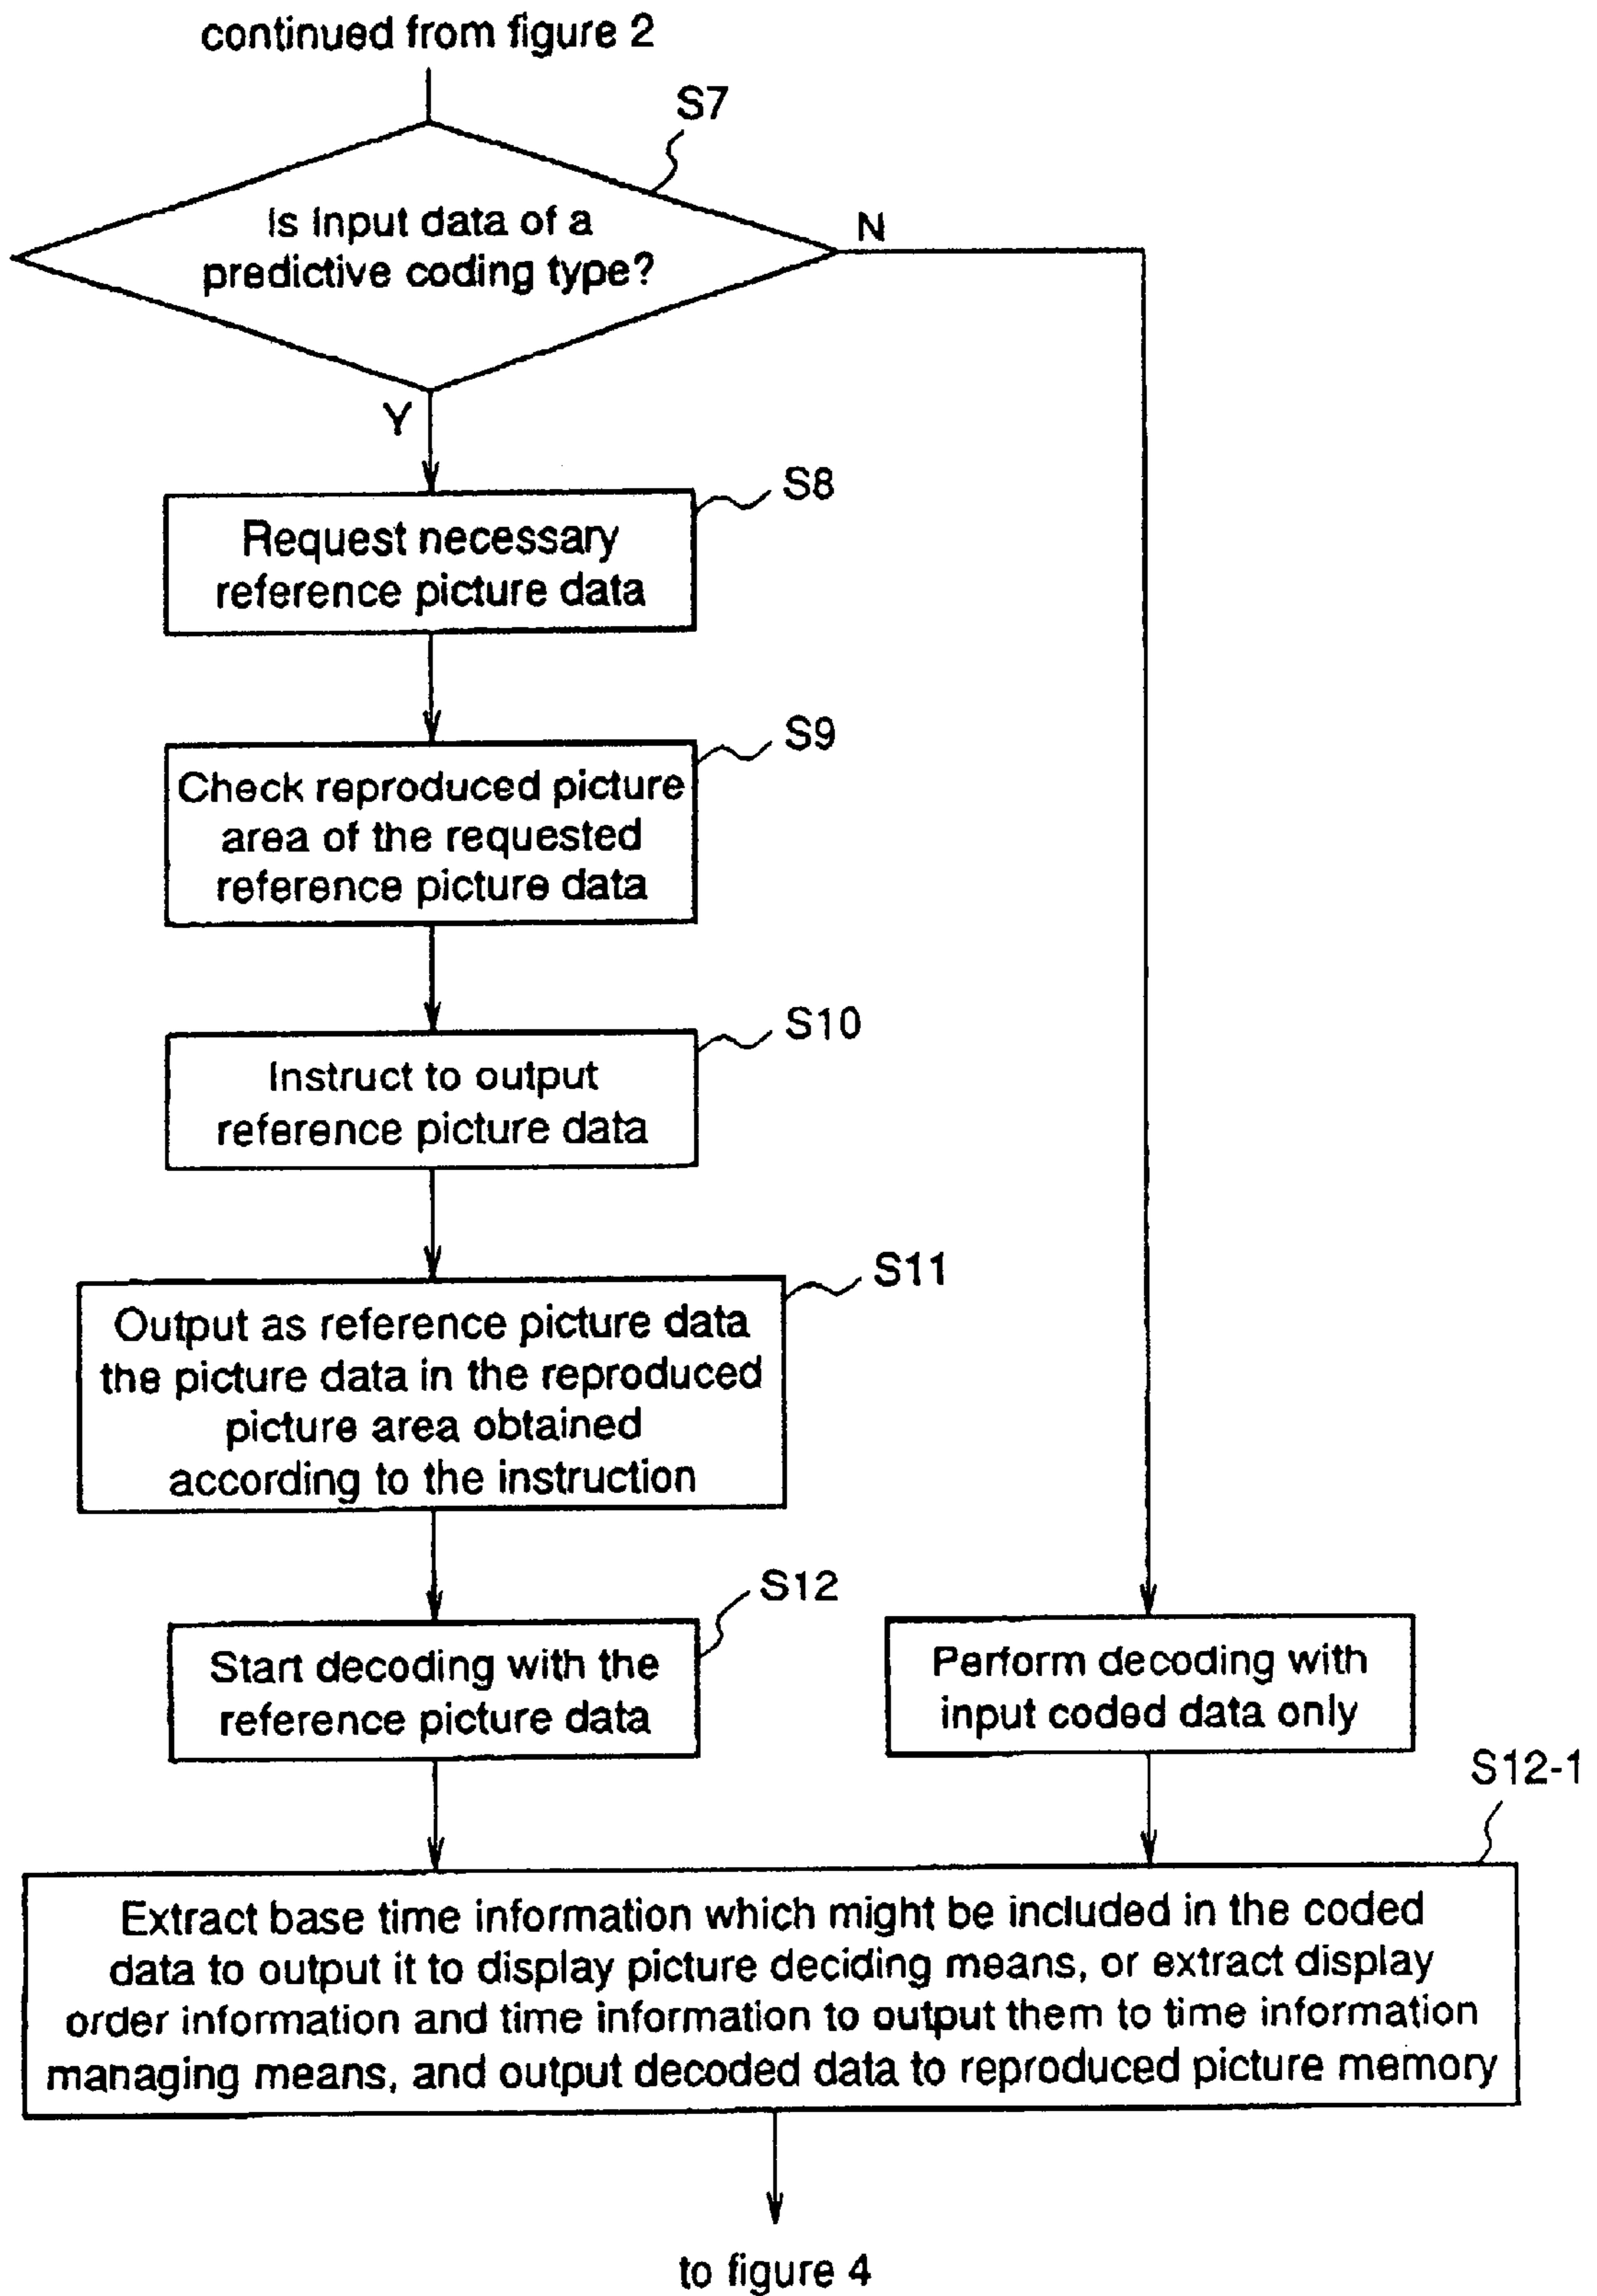 continued from figure 2
S7
Is input data of a
predictive coding type?
N
Y
S8
Request necessary
reference picture data
S9
Check reproduced picture
area of the requested
reference picture data
S10
Instruct to output
reference picture data
S11
Output as reference picture data
the picture data in the reproduced
picture area obtained
according to the instruction
S12
Start decoding with the
reference picture data
Perform decoding with
input coded data only
S12-1
Extract base time information which might be included in the coded
data to output it to display picture deciding means, or extract display
order information and time information to output them to time information
managing means, and output decoded data to reproduced picture memory
to figure 4